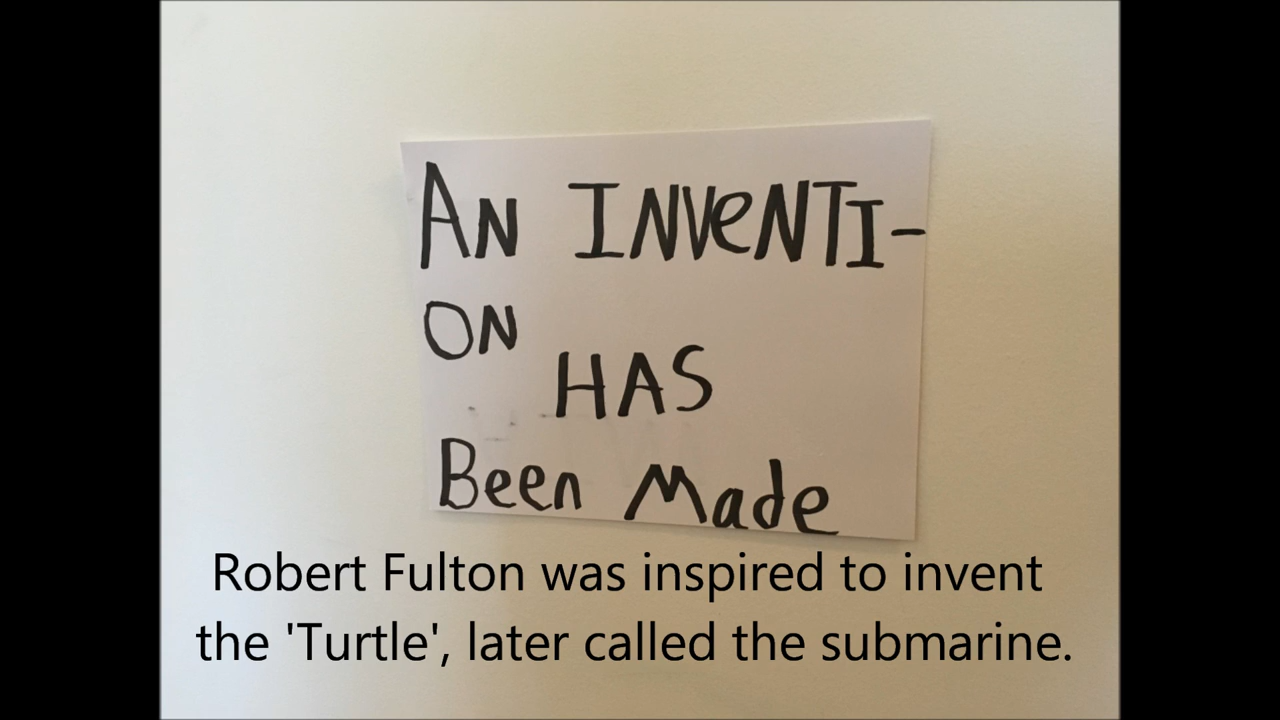 AN INVENTI-
ON
HAS
Been Made
Robert Fulton was inspired to invent
the 'Turtle', later called the submarine.